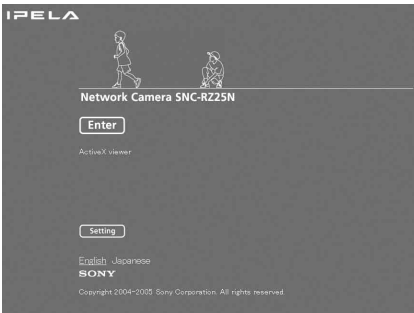 IPELA
Network Camera SNC-RZ25N
Enter
ActiveX viewer
Setting
English Japanese
SONY
Copyright 2004-2005 Sony Corporation. All rights reserved.